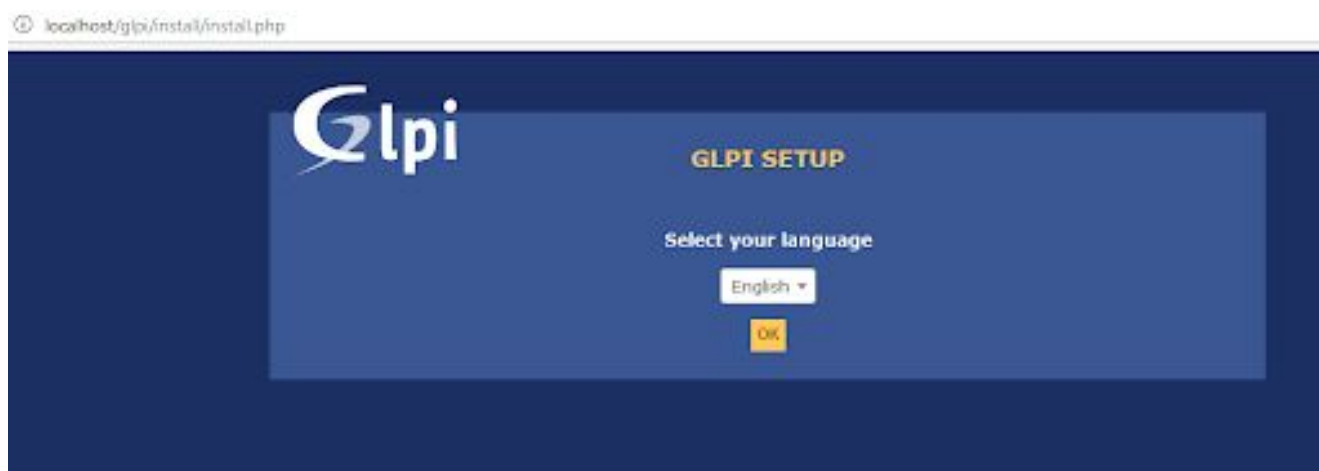 localhost/glpi/install/install.php
Glpi
GLPI SETUP
Select your language
English
OK